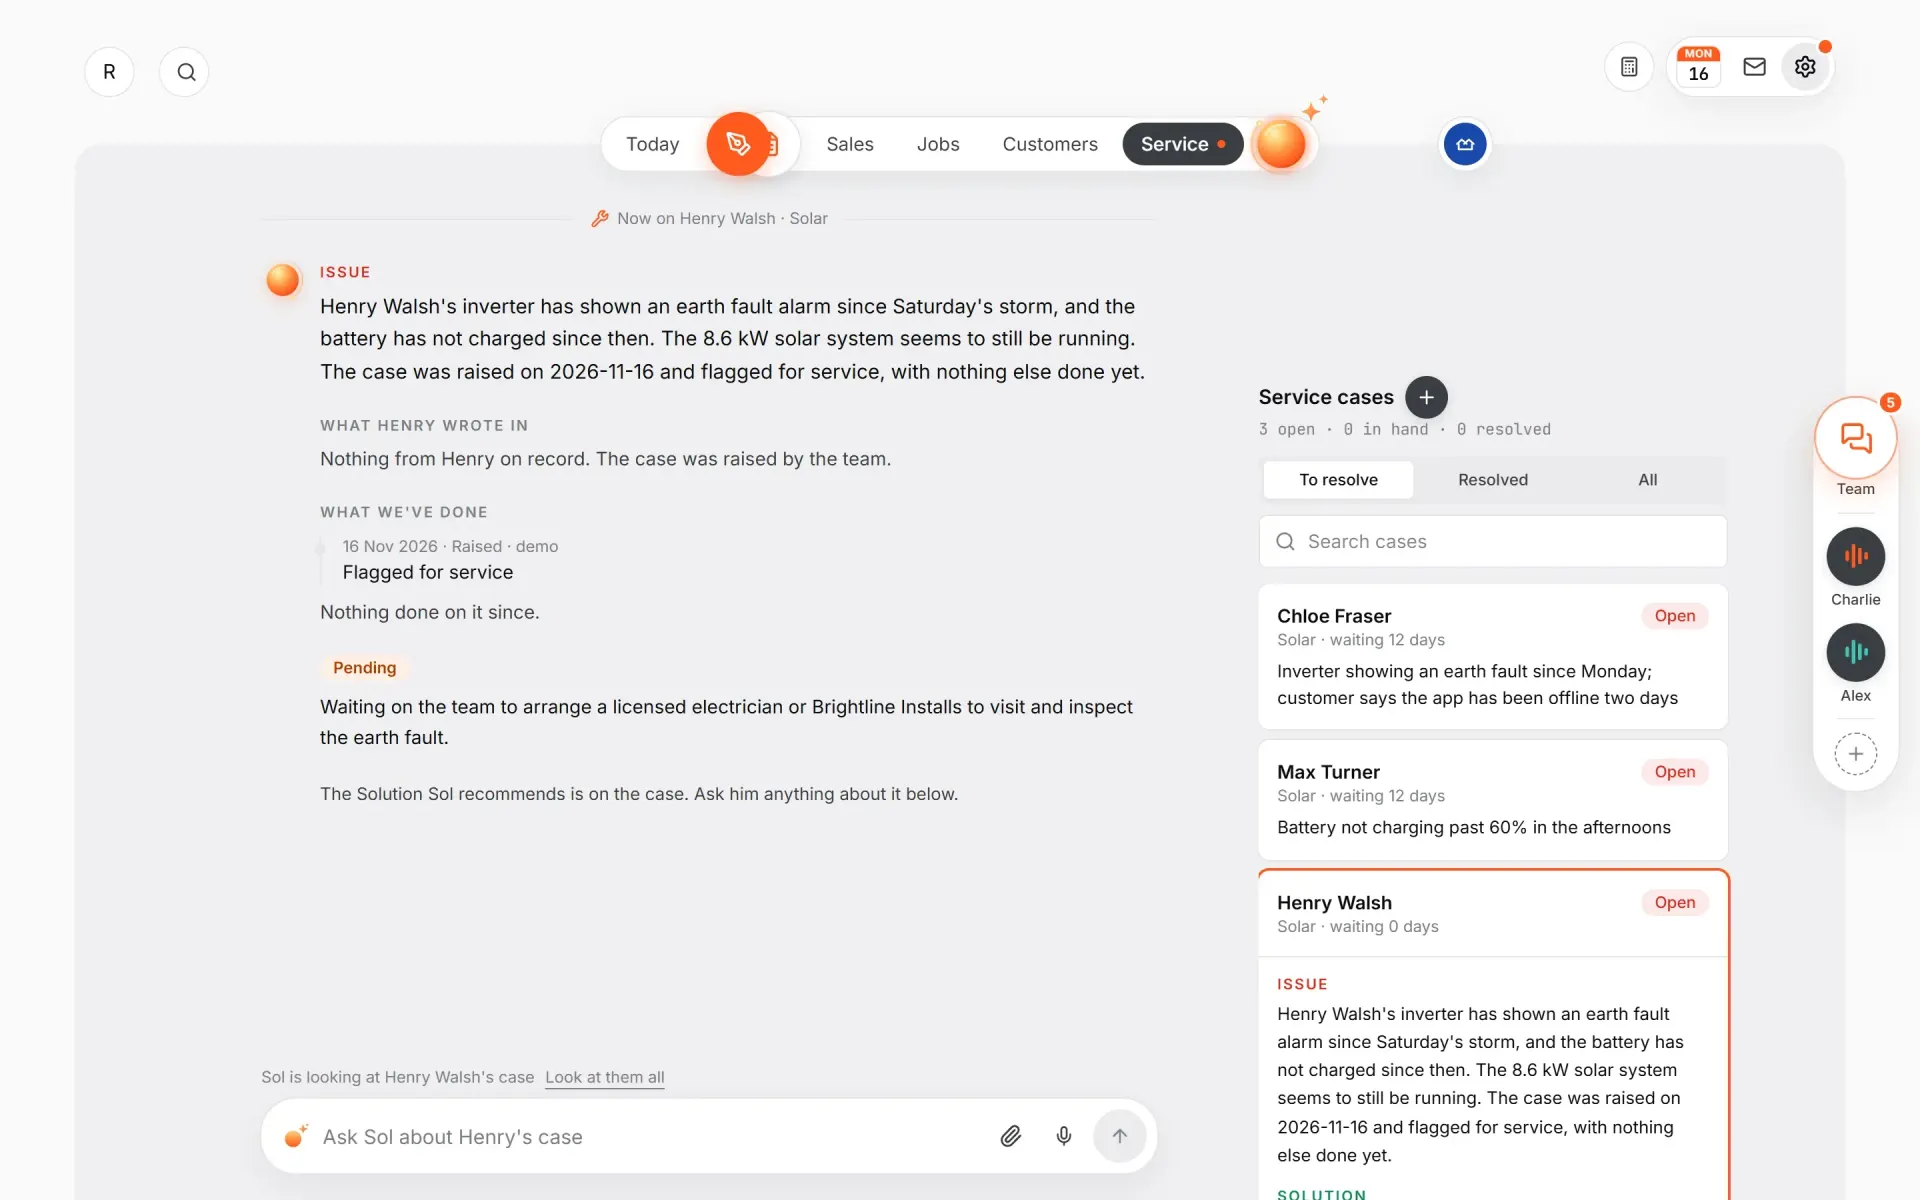 R
MON
16
Today
Sales
Jobs
Customers
Service
Now on Henry Walsh · Solar
ISSUE
Henry Walsh's inverter has shown an earth fault alarm since Saturday's storm, and the
battery has not charged since then. The 8.6 kW solar system seems to still be running.
The case was raised on 2026-11-16 and flagged for service, with nothing else done yet.
WHAT HENRY WROTE IN
Nothing from Henry on record. The case was raised by the team.
WHAT WE'VE DONE
16 Nov 2026 · Raised · demo
Flagged for service
Nothing done on it since.
Pending
Waiting on the team to arrange a licensed electrician or Brightline Installs to visit and inspect
the earth fault.
The Solution Sol recommends is on the case. Ask him anything about it below.
Sol is looking at Henry Walsh's case Look at them all
Ask Sol about Henry's case
Service cases
3 open · 0 in hand · 0 resolved
To resolve
Resolved
All
Search cases
Chloe Fraser
Open
Solar · waiting 12 days
Inverter showing an earth fault since Monday;
customer says the app has been offline two days
Max Turner
Open
Solar · waiting 12 days
Battery not charging past 60% in the afternoons
Henry Walsh
Open
Solar · waiting 0 days
ISSUE
Henry Walsh's inverter has shown an earth fault
alarm since Saturday's storm, and the battery has
not charged since then. The 8.6 kW solar system
seems to still be running. The case was raised on
2026-11-16 and flagged for service, with nothing
else done yet.
SOLUTION
5
Team
Charlie
Alex